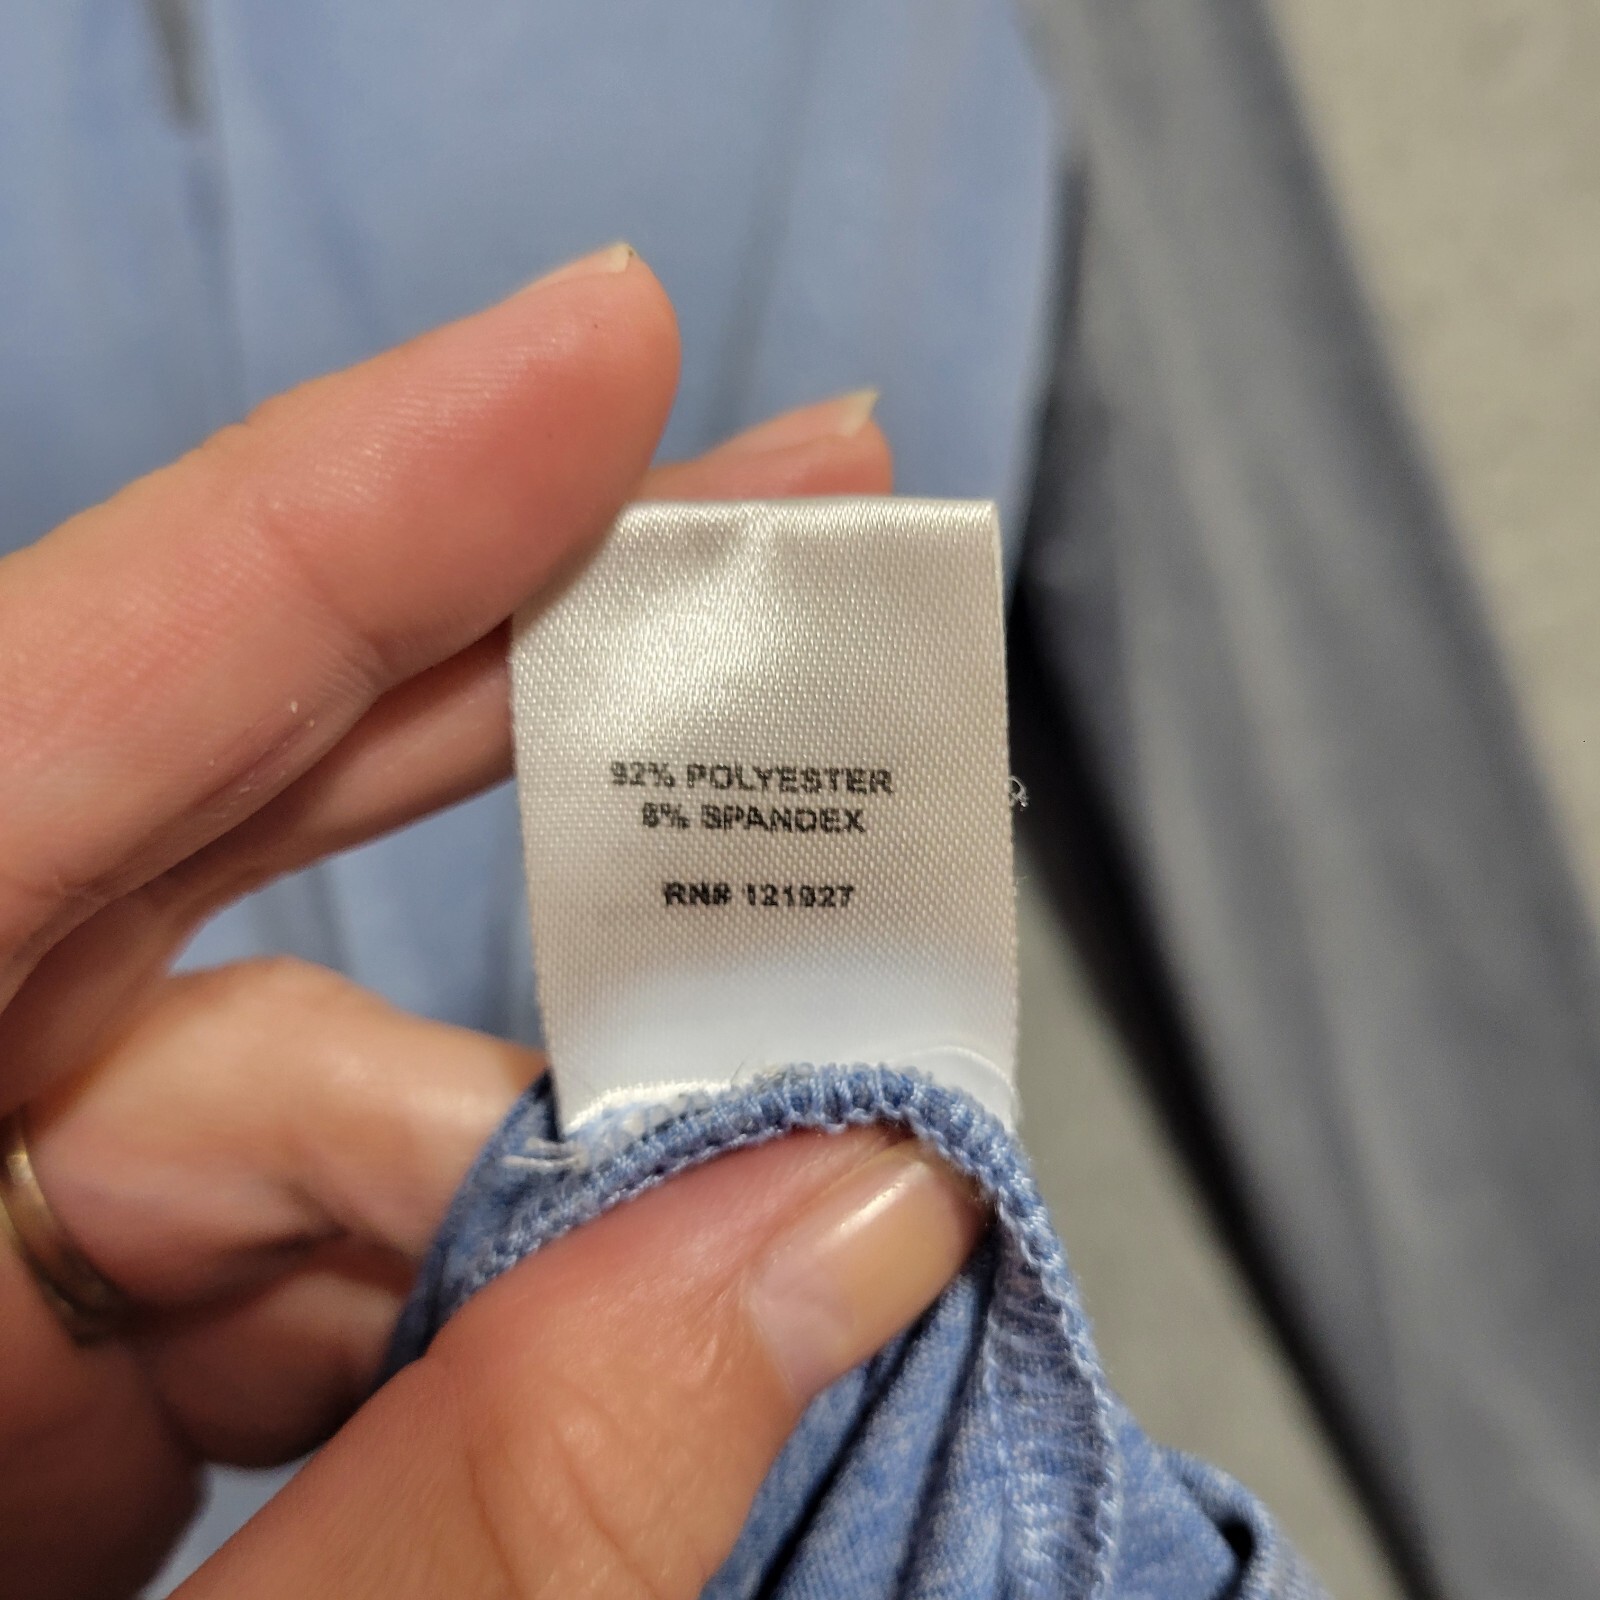 92% POLYESTER
8% SPANDEX
RN# 121927